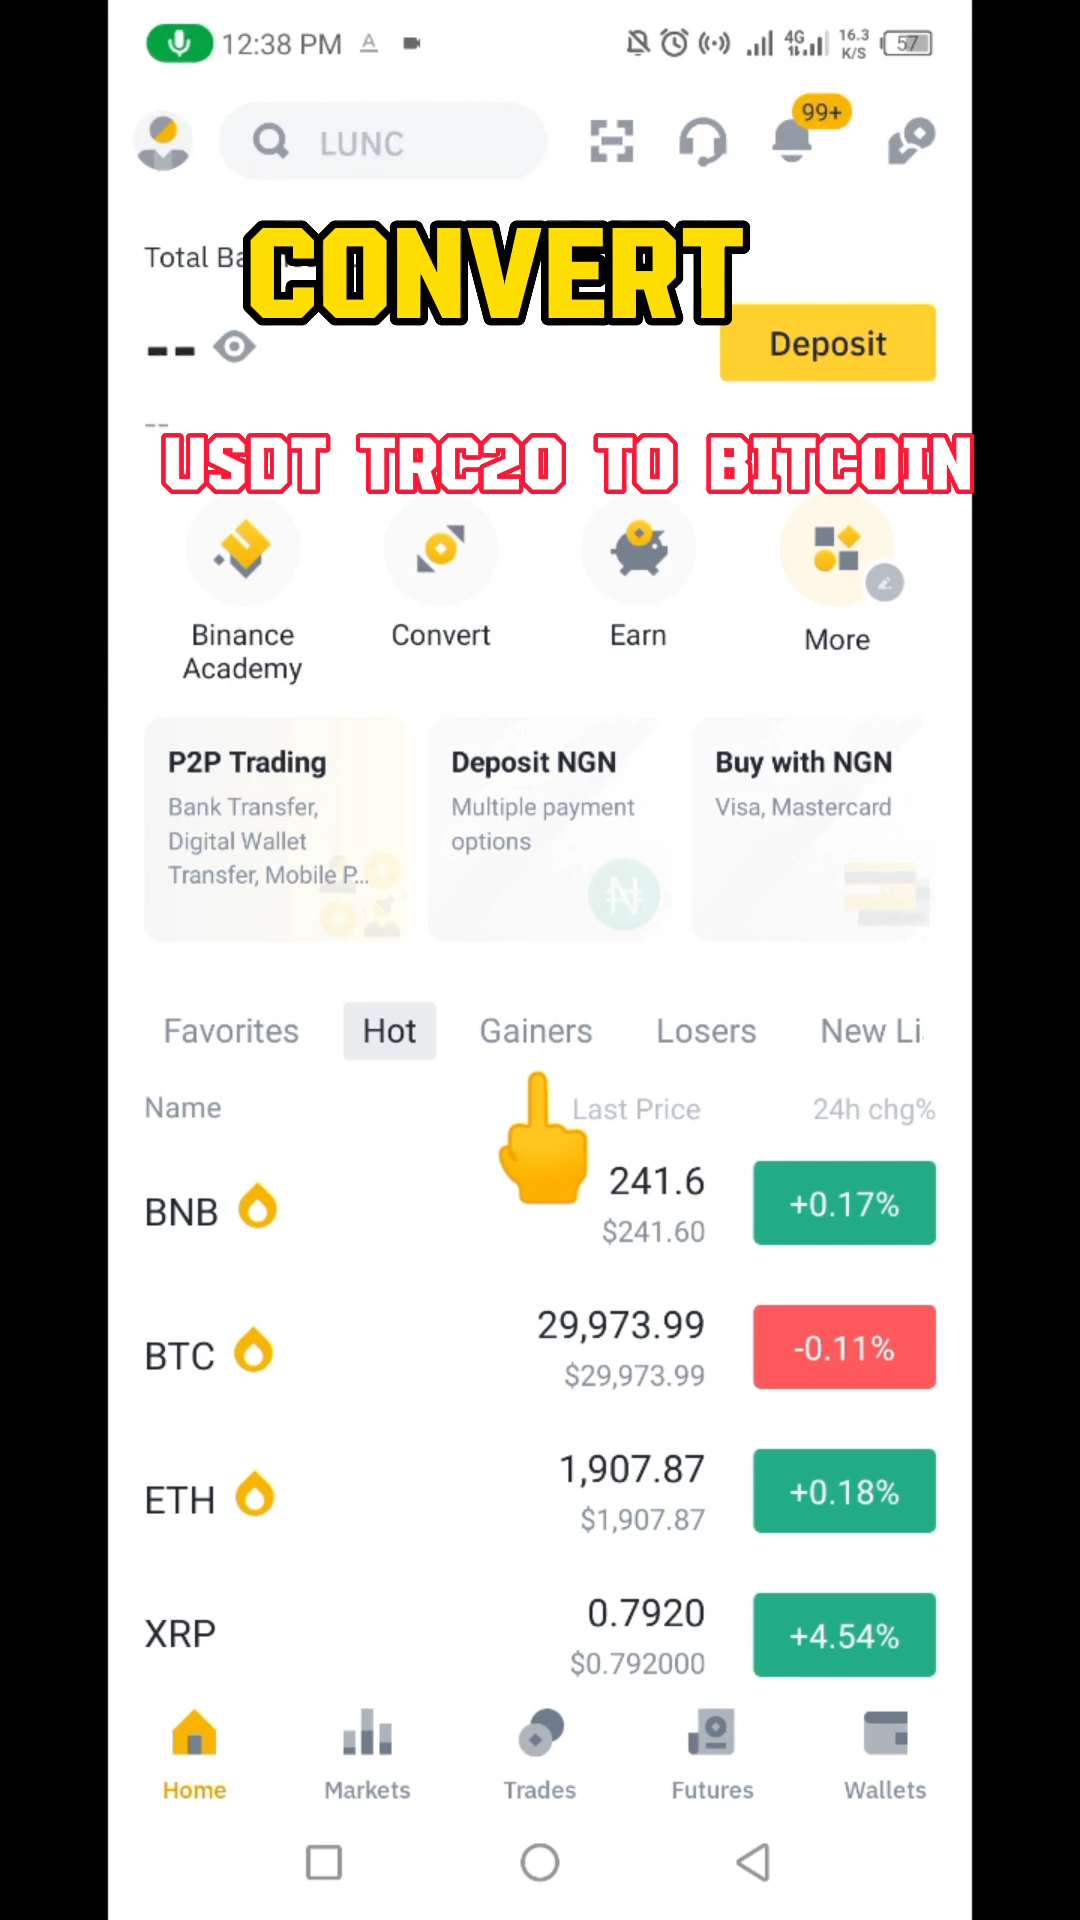 12:38 PM A 4G 16.3 K/S 57
LUNC 99+
CONVERT
Total Ba
-- Deposit
--
USDT TRC20 TO BITCOIN
Binance Academy
Convert
Earn
More
P2P Trading
Bank Transfer,
Digital Wallet
Transfer, Mobile P...
Deposit NGN
Multiple payment
options
Buy with NGN
Visa, Mastercard
Favorites Hot Gainers Losers New Li
Name Last Price 24h chg%
BNB 241.6 +0.17%
$241.60
BTC 29,973.99 -0.11%
$29,973.99
ETH 1,907.87 +0.18%
$1,907.87
XRP 0.7920 +4.54%
$0.792000
Home Markets Trades Futures Wallets